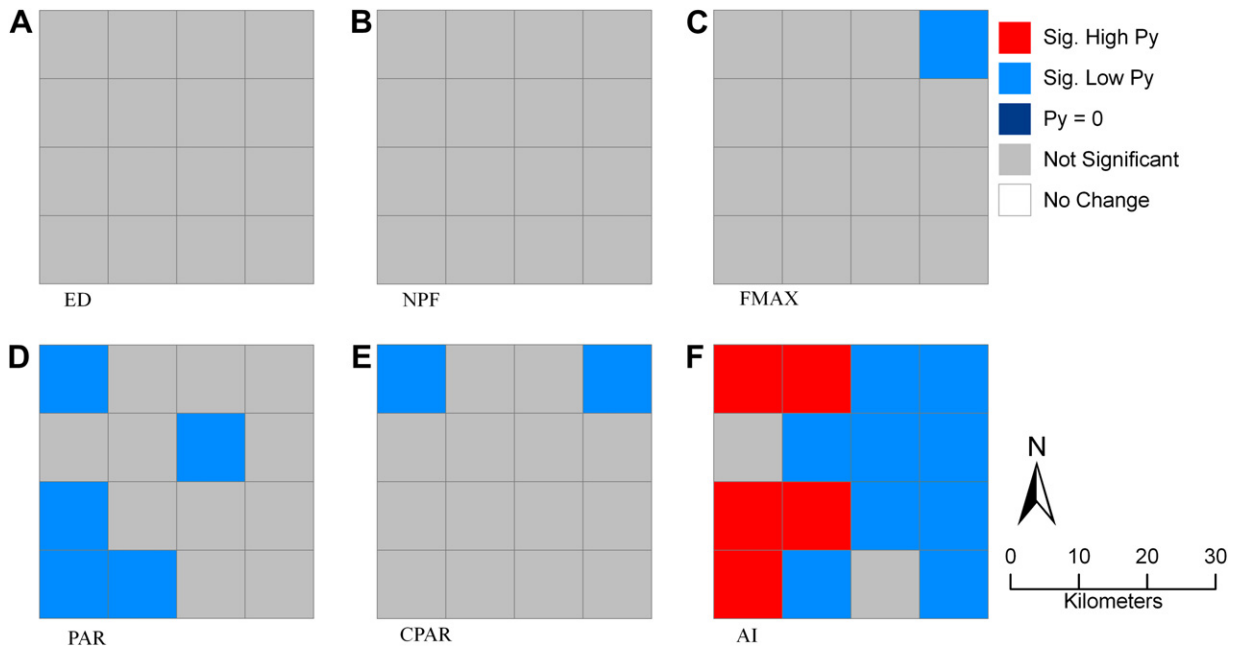 A
B
C
Sig. High Py
Sig. Low Py
Py = 0
Not Significant
No Change
ED
NPF
FMAX
D
E
F
N
0 10 20 30
Kilometers
PAR
CPAR
AI